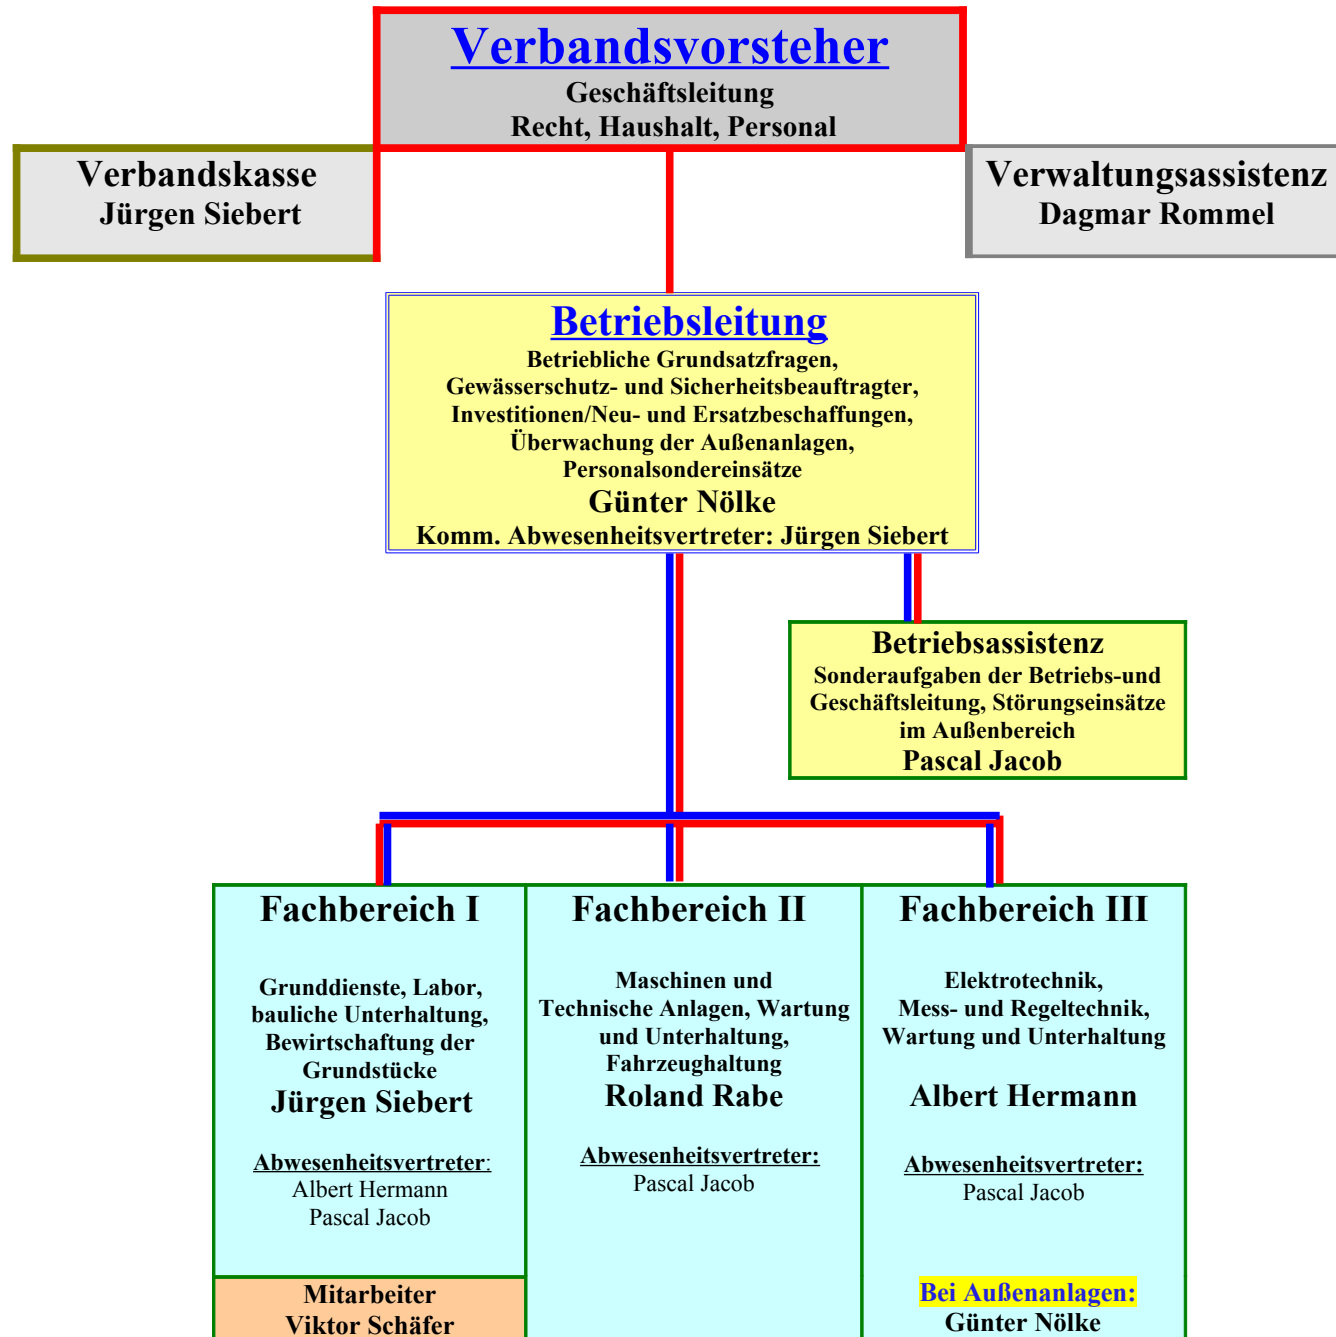 Verbandsvorsteher
Geschäftsleitung
Recht, Haushalt, Personal
Verbandskasse
Jürgen Siebert
Verwaltungsassistenz
Dagmar Rommel
Betriebsleitung
Betriebliche Grundsatzfragen,
Gewässerschutz- und Sicherheitsbeauftragter,
Investitionen/Neu- und Ersatzbeschaffungen,
Überwachung der Außenanlagen,
Personalsondereinsätze
Günter Nölke
Komm. Abwesenheitsvertreter: Jürgen Siebert
Betriebsassistenz
Sonderaufgaben der Betriebs-und
Geschäftsleitung, Störungseinsätze
im Außenbereich
Pascal Jacob
Fachbereich I
Grunddienste, Labor,
bauliche Unterhaltung,
Bewirtschaftung der
Grundstücke
Jürgen Siebert
Abwesenheitsvertreter:
Albert Hermann
Pascal Jacob
Mitarbeiter
Viktor Schäfer
Fachbereich II
Maschinen und
Technische Anlagen, Wartung
und Unterhaltung,
Fahrzeughaltung
Roland Rabe
Abwesenheitsvertreter:
Pascal Jacob
Fachbereich III
Elektrotechnik,
Mess- und Regeltechnik,
Wartung und Unterhaltung
Albert Hermann
Abwesenheitsvertreter:
Pascal Jacob
Bei Außenanlagen:
Günter Nölke